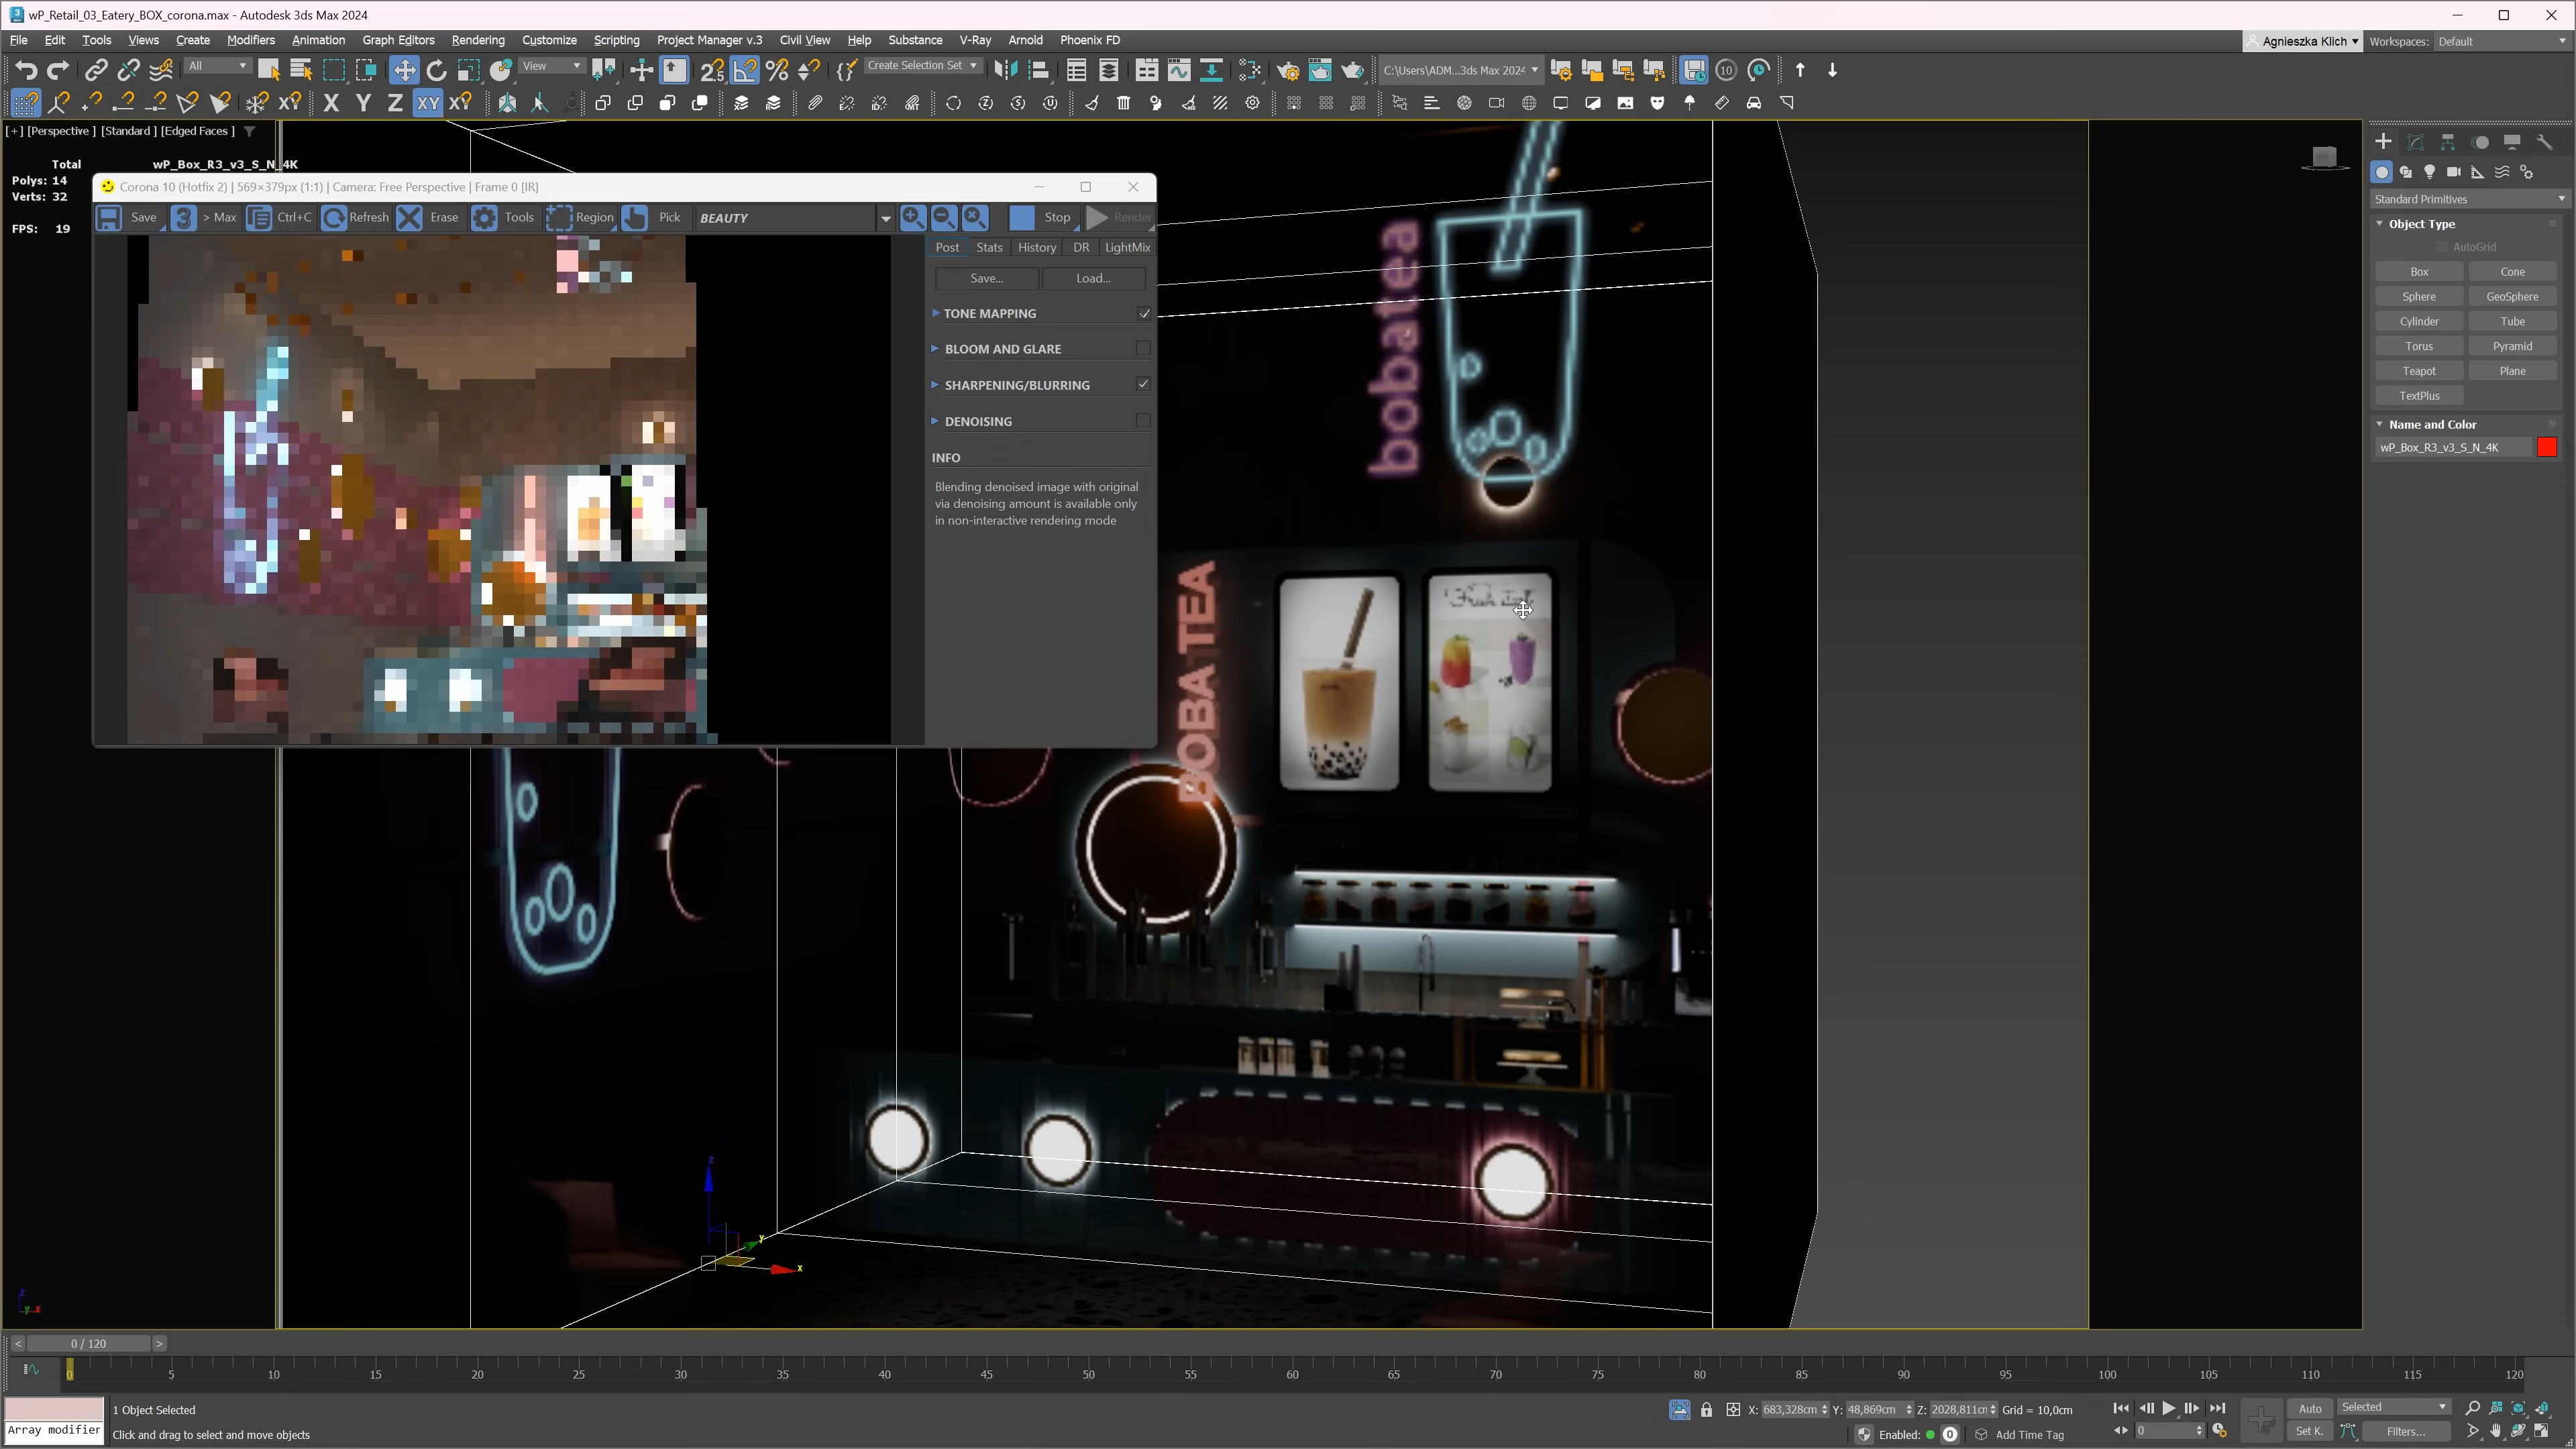 wP_Retail_03_Eatery_BOX_corona.max - Autodesk 3ds Max 2024
File Edit Tools Views Create Modifiers Animation Graph Editors Rendering Customize Scripting Project Manager v.3 Civil View Help Substance V-Ray Arnold Phoenix FD
Agnieszka Klich Workspaces: Default
All View Create Selection Set C:\Users\ADM...3ds Max 2024
X Y Z XY XY
[+] [Perspective ] [Standard ] [Edged Faces ]
Total wP_Box_R3_v3_S_N_4K
Polys: 14
Verts: 32
FPS: 19
Corona 10 (Hotfix 2) | 569×379px (1:1) | Camera: Free Perspective | Frame 0 [IR]
Save > Max Ctrl+C Refresh Erase Tools Region Pick BEAUTY Stop Render
Post Stats History DR LightMix
Save... Load...
TONE MAPPING
BLOOM AND GLARE
SHARPENING/BLURRING
DENOISING
INFO
Blending denoised image with original
via denoising amount is available only
in non-interactive rendering mode
bobatea
BOBA TEA
Standard Primitives
Object Type
AutoGrid
Box Cone
Sphere GeoSphere
Cylinder Tube
Torus Pyramid
Teapot Plane
TextPlus
Name and Color
wP_Box_R3_v3_S_N_4K
z
y
x
z
y x
< 0 / 120 >
0 5 10 15 20 25 30 35 40 45 50 55 60 65 70 75 80 85 90 95 100 105 110 115 120
1 Object Selected
Array modifier
Click and drag to select and move objects
X: 683,328cm Y: 48,869cm Z: 2028,811cm Grid = 10,0cm
Enabled: 0 Add Time Tag
Auto Selected
0 Set K. Filters...